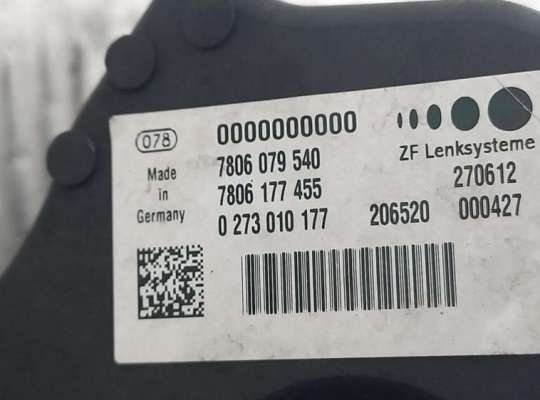 078
0000000000
ZF Lenksysteme
Made
in
Germany
7806 079 540
7806 177 455
270612
0 273 010 177
206520
000427